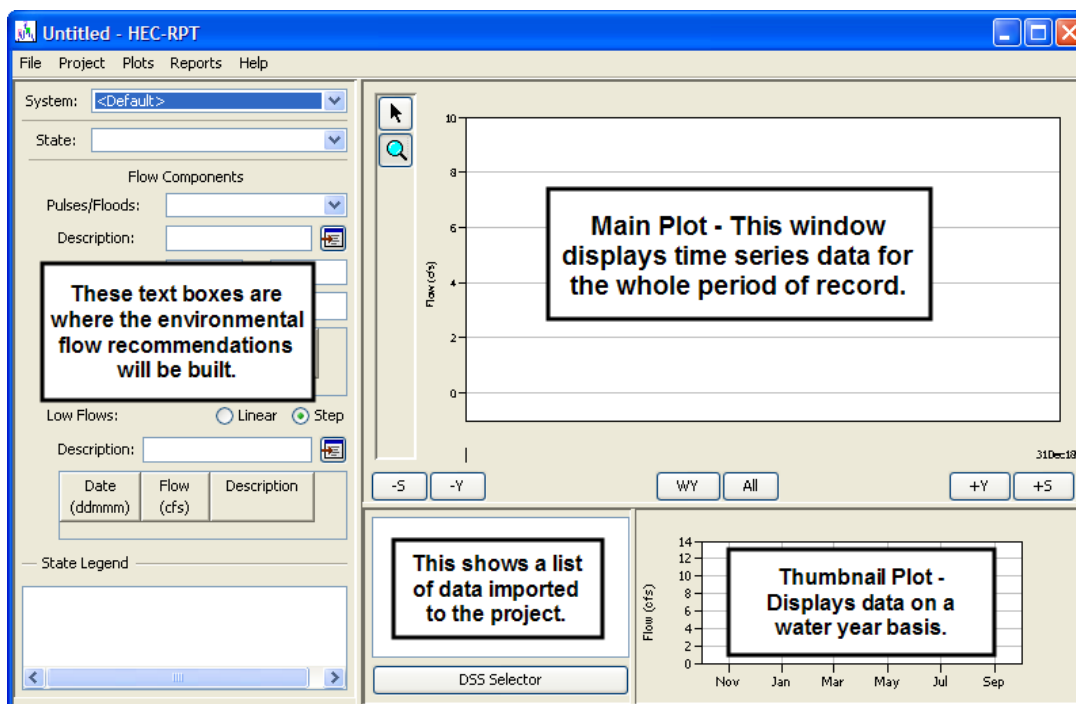 Untitled - HEC-RPT
File Project Plots Reports Help
System: <Default>
State:
Flow Components
Pulses/Floods:
Description:
These text boxes are
where the environmental
flow recommendations
will be built.
Low Flows: Linear Step
Description:
Date Flow Description
(ddmmm) (cfs)
State Legend
10
8
6
4
2
0
Flow (cfs)
Main Plot - This window
displays time series data for
the whole period of record.
31Dec18
-S -Y WY All +Y +S
This shows a list
of data imported
to the project.
DSS Selector
14
12
10
8
6
4
2
0
Flow (cfs)
Thumbnail Plot -
Displays data on a
water year basis.
Nov Jan Mar May Jul Sep